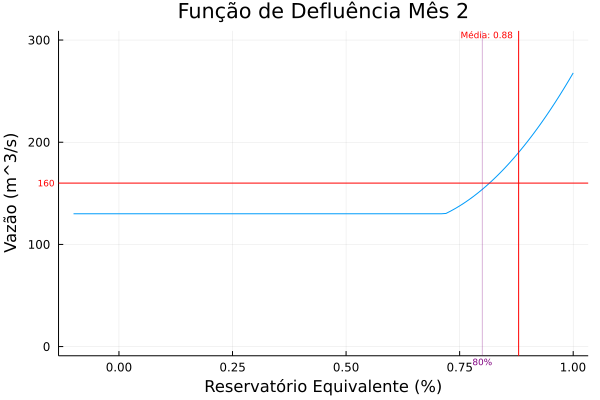 Função de Defluência Mês 2
Média: 0.88
300
200
160
100
0
Vazão (m^3/s)
0.00
0.25
0.50
0.75
80%
1.00
Reservatório Equivalente (%)